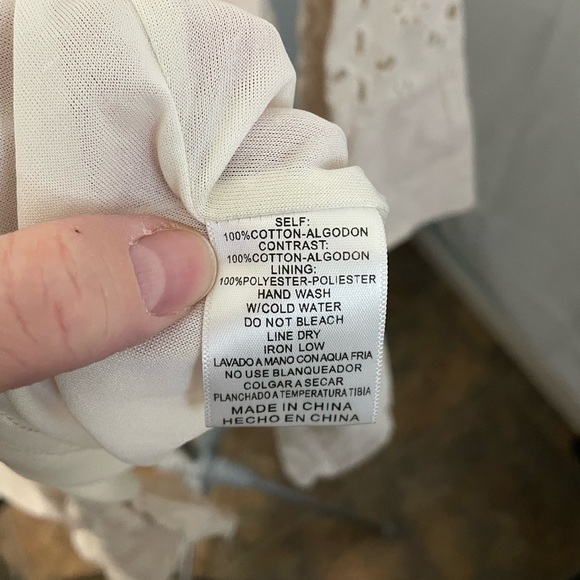 SELF:
100%COTTON-ALGODON
CONTRAST:
100%COTTON-ALGODON
LINING:
100%POLYESTER-POLIESTER
HAND WASH
W/COLD WATER
DO NOT BLEACH
LINE DRY
IRON LOW
LAVADO A MANO CON AQUA FRIA
NO USE BLANQUEADOR
COLGAR A SECAR
PLANCHADO A TEMPERATURA TIBIA
MADE IN CHINA
HECHO EN CHINA